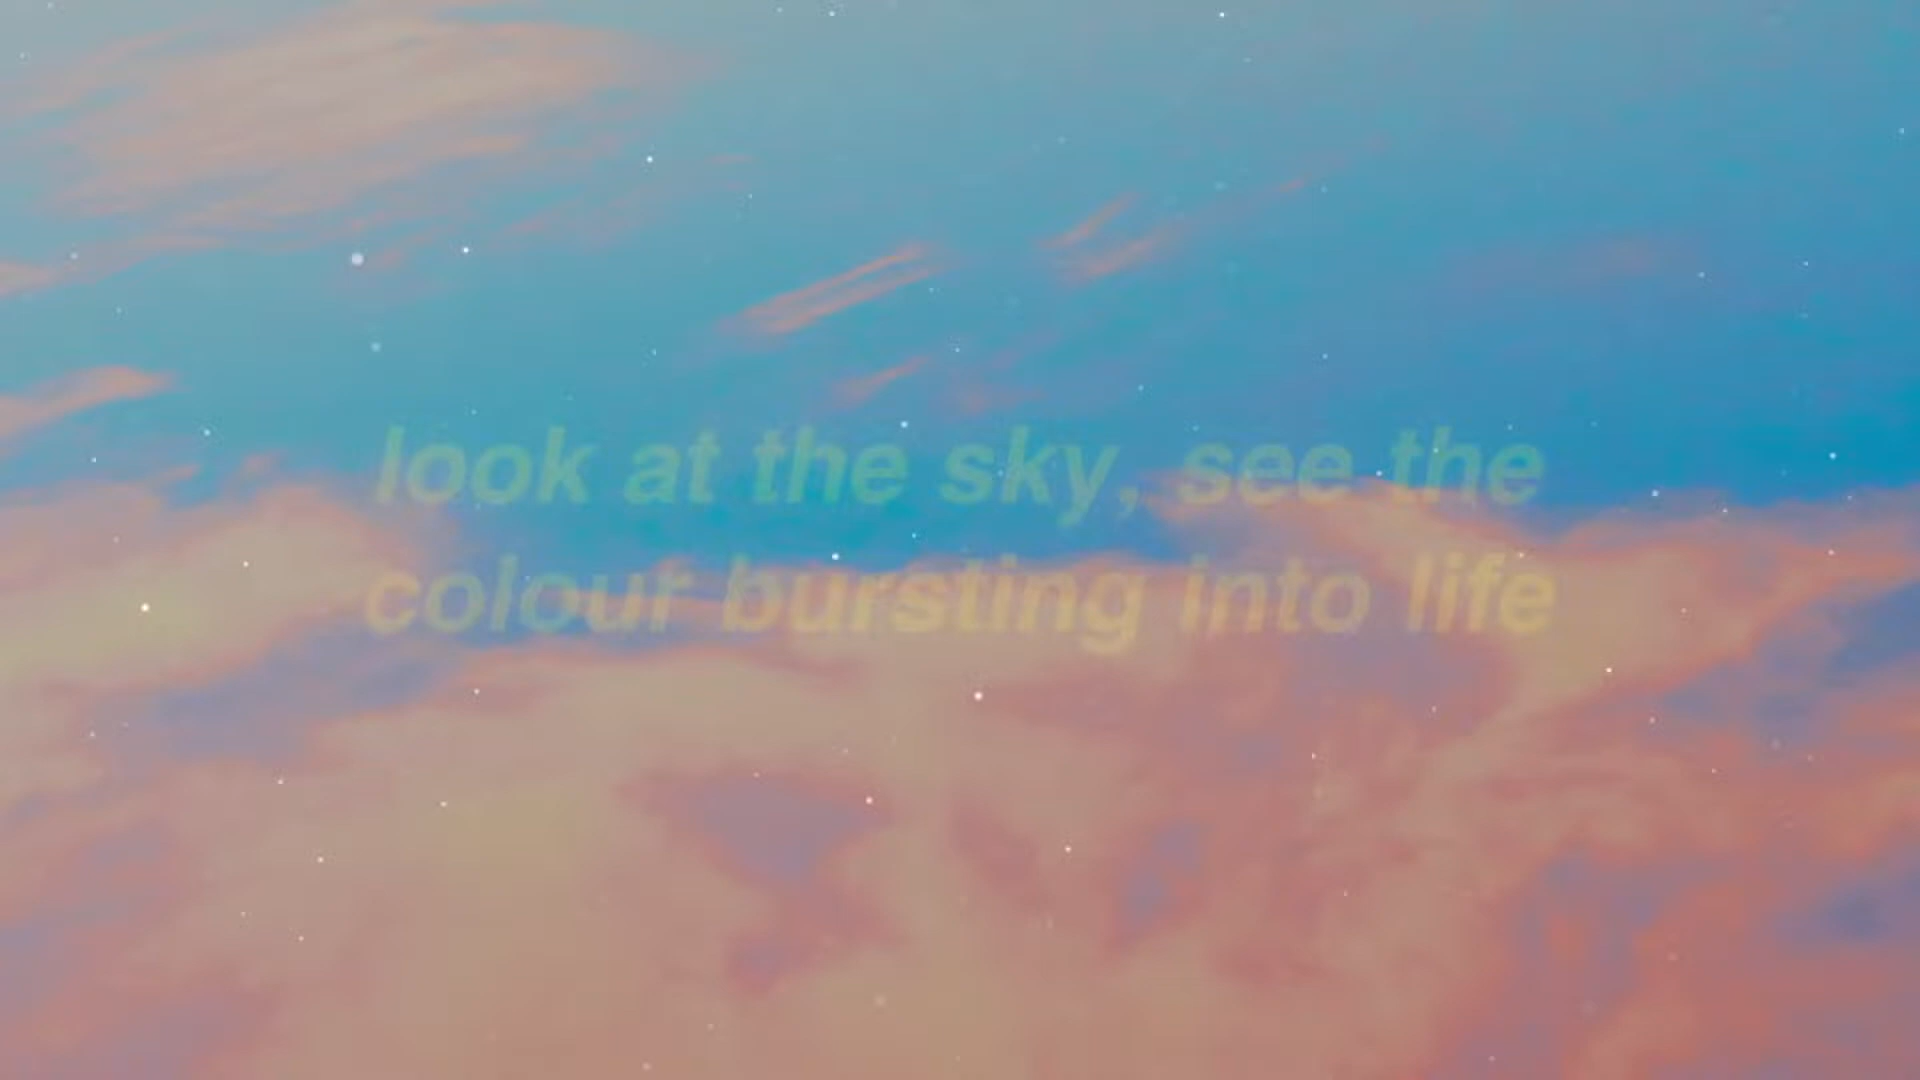 look at the sky, see the
colour bursting into life